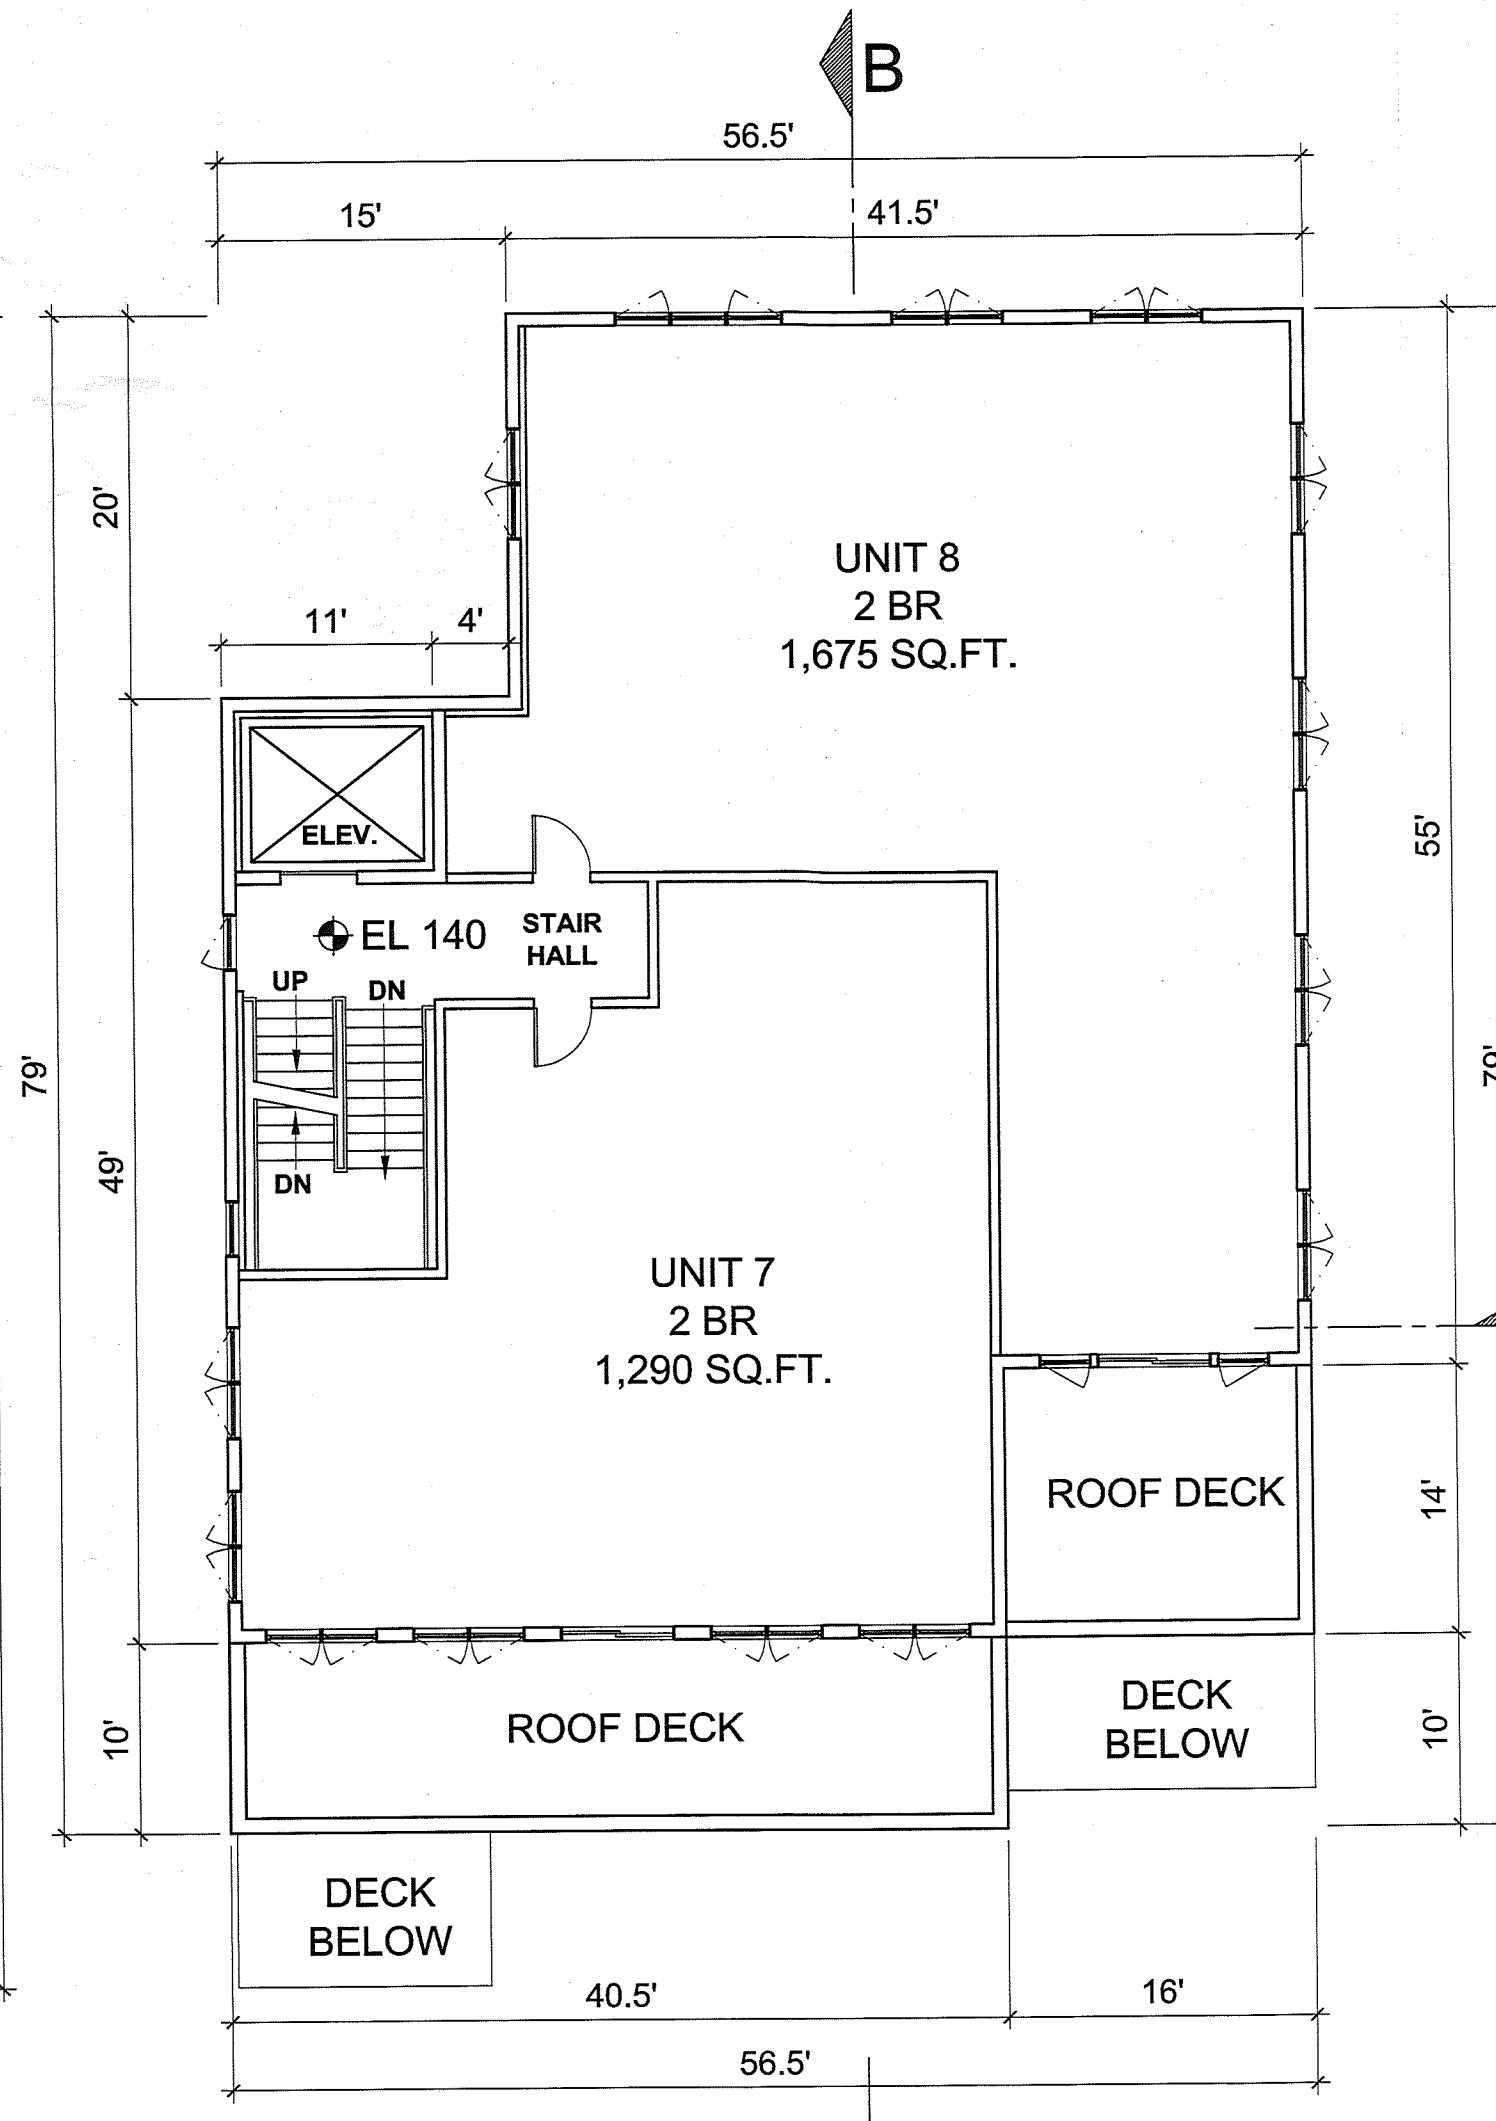 B
56.5'
15'
41.5'
20'
11'
4'
UNIT 8
2 BR
1,675 SQ.FT.
55'
ELEV.
EL 140
STAIR
HALL
UP
DN
79'
79'
49'
DN
UNIT 7
2 BR
1,290 SQ.FT.
ROOF DECK
14'
ROOF DECK
DECK
BELOW
10'
10'
DECK
BELOW
40.5'
16'
56.5'